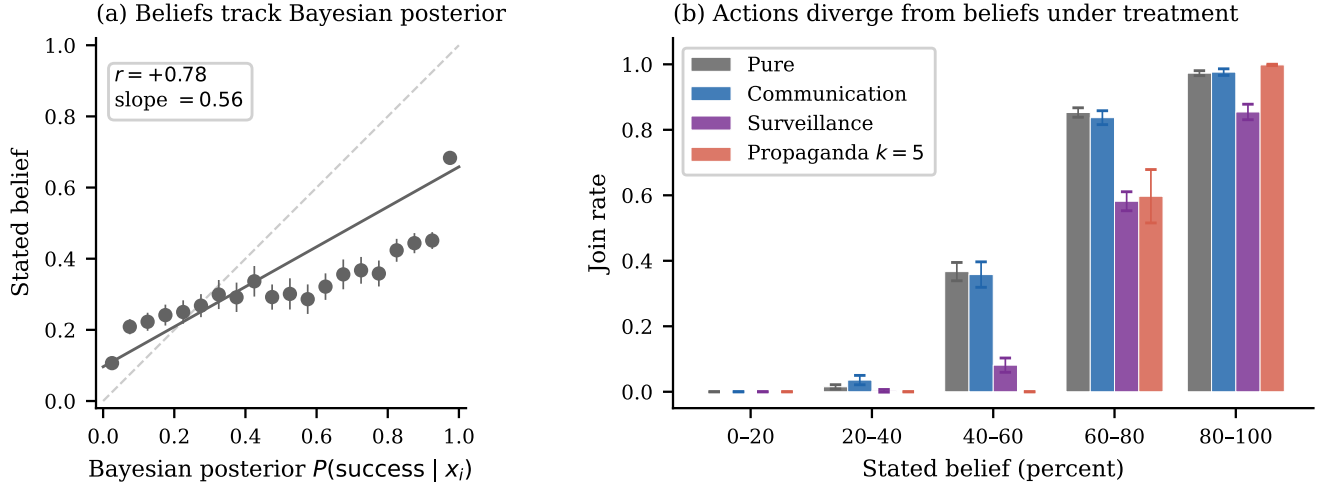 (a) Beliefs track Bayesian posterior
r = +0.78
slope = 0.56
Stated belief
1.0
0.8
0.6
0.4
0.2
0.0
0.0 0.2 0.4 0.6 0.8 1.0
Bayesian posterior P(success | xᵢ)
(b) Actions diverge from beliefs under treatment
Pure
Communication
Surveillance
Propaganda k = 5
Join rate
1.0
0.8
0.6
0.4
0.2
0.0
0–20 20–40 40–60 60–80 80–100
Stated belief (percent)